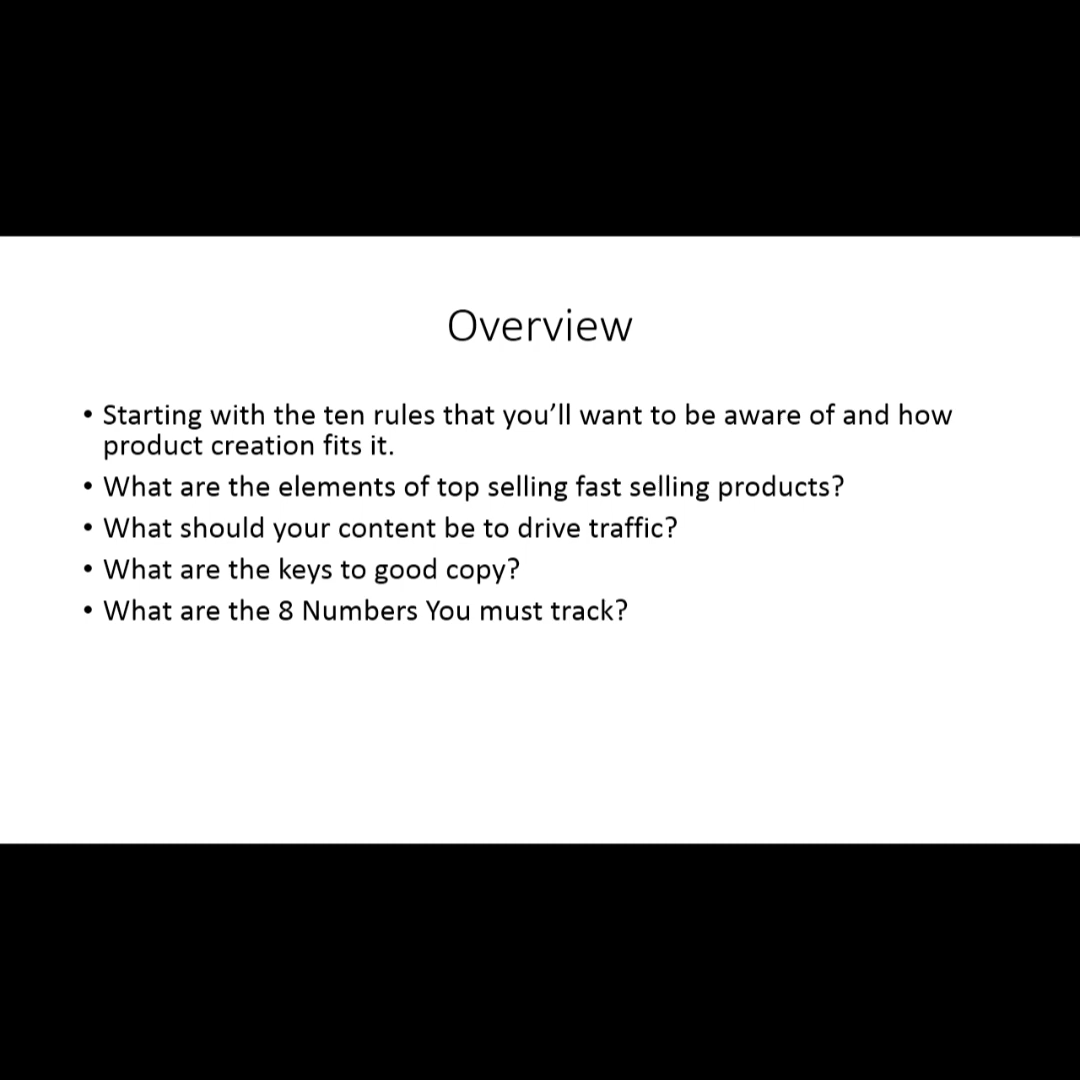 Overview
• Starting with the ten rules that you’ll want to be aware of and how
product creation fits it.
• What are the elements of top selling fast selling products?
• What should your content be to drive traffic?
• What are the keys to good copy?
• What are the 8 Numbers You must track?